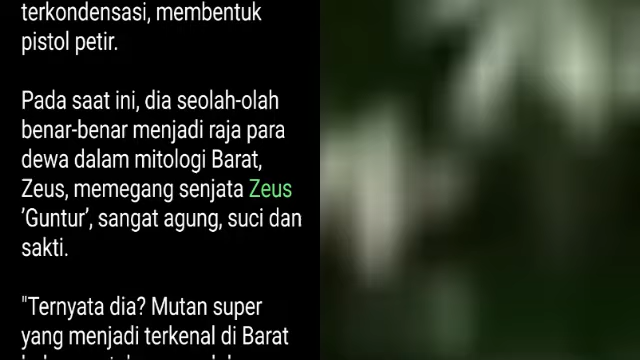 terkondensasi, membentuk
pistol petir.
Pada saat ini, dia seolah-olah
benar-benar menjadi raja para
dewa dalam mitologi Barat,
Zeus, memegang senjata Zeus
'Guntur', sangat agung, suci dan
sakti.
"Ternyata dia? Mutan super
yang menjadi terkenal di Barat